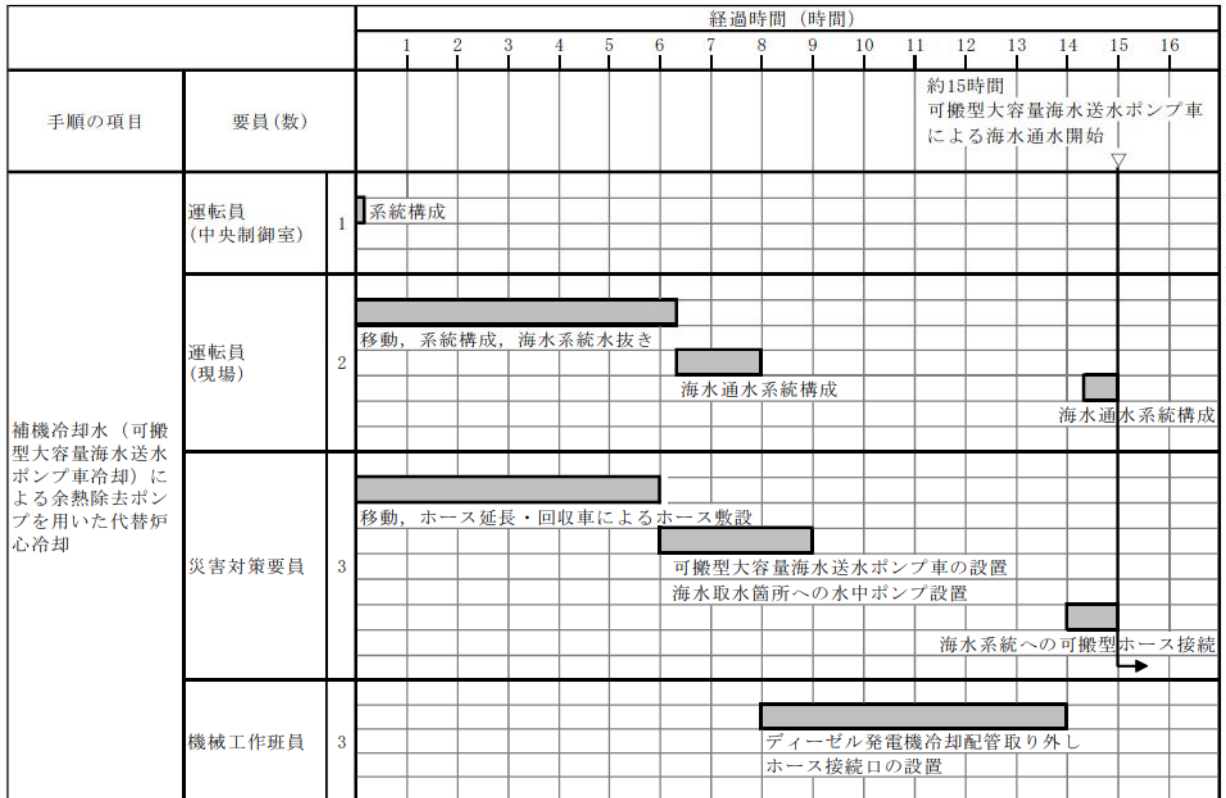 経過時間（時間）
1 2 3 4 5 6 7 8 9 10 11 12 13 14 15 16
手順の項目
要員(数)
約15時間
可搬型大容量海水送水ポンプ車
による海水通水開始
▽
補機冷却水（可搬
型大容量海水送水
ポンプ車冷却）に
よる余熱除去ポン
プを用いた代替炉
心冷却
運転員
(中央制御室)
1
系統構成
運転員
(現場)
2
移動，系統構成，海水系統水抜き
海水通水系統構成
海水通水系統構成
災害対策要員
3
移動，ホース延長・回収車によるホース敷設
可搬型大容量海水送水ポンプ車の設置
海水取水箇所への水中ポンプ設置
海水系統への可搬型ホース接続
機械工作班員
3
ディーゼル発電機冷却配管取り外し
ホース接続口の設置